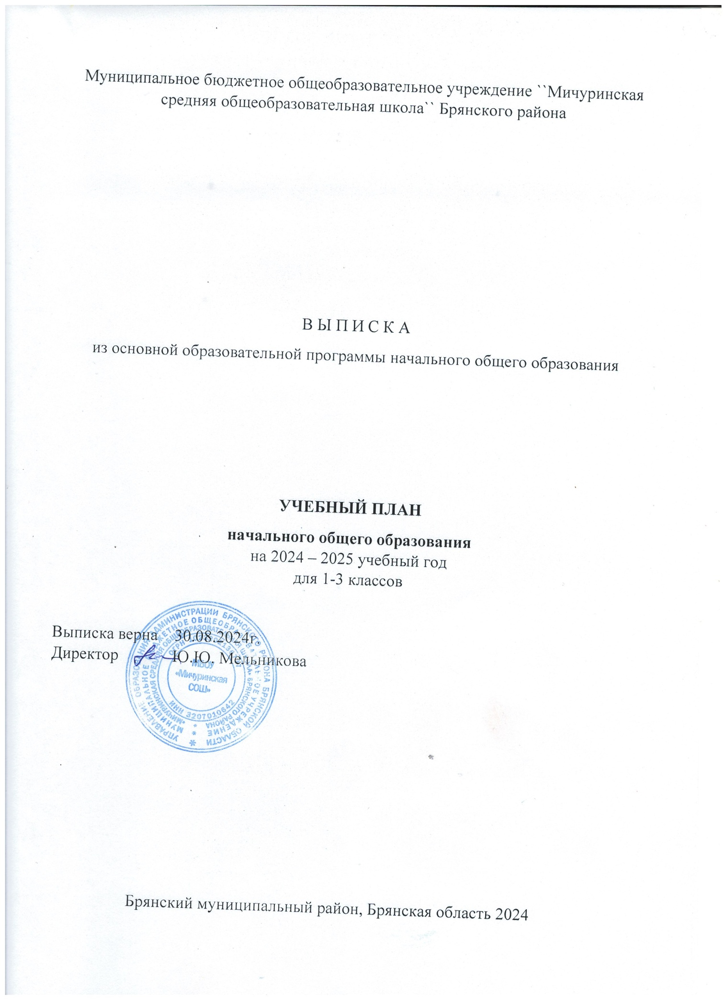 Муниципальное бюджетное общеобразовательное учреждение ``Мичуринская
средняя общеобразовательная школа`` Брянского района
В Ы П И С К А
из основной образовательной программы начального общего образования
УЧЕБНЫЙ ПЛАН
начального общего образования
на 2024 – 2025 учебный год
для 1-3 классов
Выписка верна 30.08.2024г.
Директор Ю.Ю. Мельникова
УПРАВЛЕНИЕ ОБРАЗОВАНИЯ АДМИНИСТРАЦИИ БРЯНСКОГО РАЙОНА БРЯНСКОЙ ОБЛАСТИ
МУНИЦИПАЛЬНОЕ БЮДЖЕТНОЕ ОБЩЕОБРАЗОВАТЕЛЬНОЕ УЧРЕЖДЕНИЕ
«МИЧУРИНСКАЯ СРЕДНЯЯ ОБЩЕОБРАЗОВАТЕЛЬНАЯ ШКОЛА» БРЯНСКОГО РАЙОНА
ОГРН
МБОУ
«Мичуринская
СОШ»
ИНН 3207010642
Брянский муниципальный район, Брянская область 2024